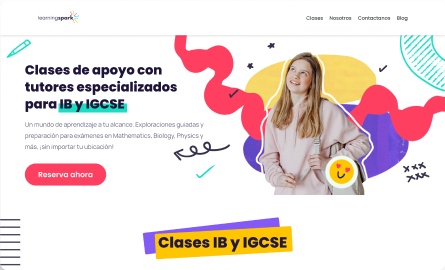 learningspark
Clases Nosotros Contactanos Blog
Clases de apoyo con
tutores especializados
para IB y IGCSE
Un mundo de aprendizaje a tu alcance. Exploraciones guiadas y
preparación para exámenes en Mathematics, Biology, Physics y
más, ¡sin importar tu ubicación!
Reserva ahora
Clases IB y IGCSE